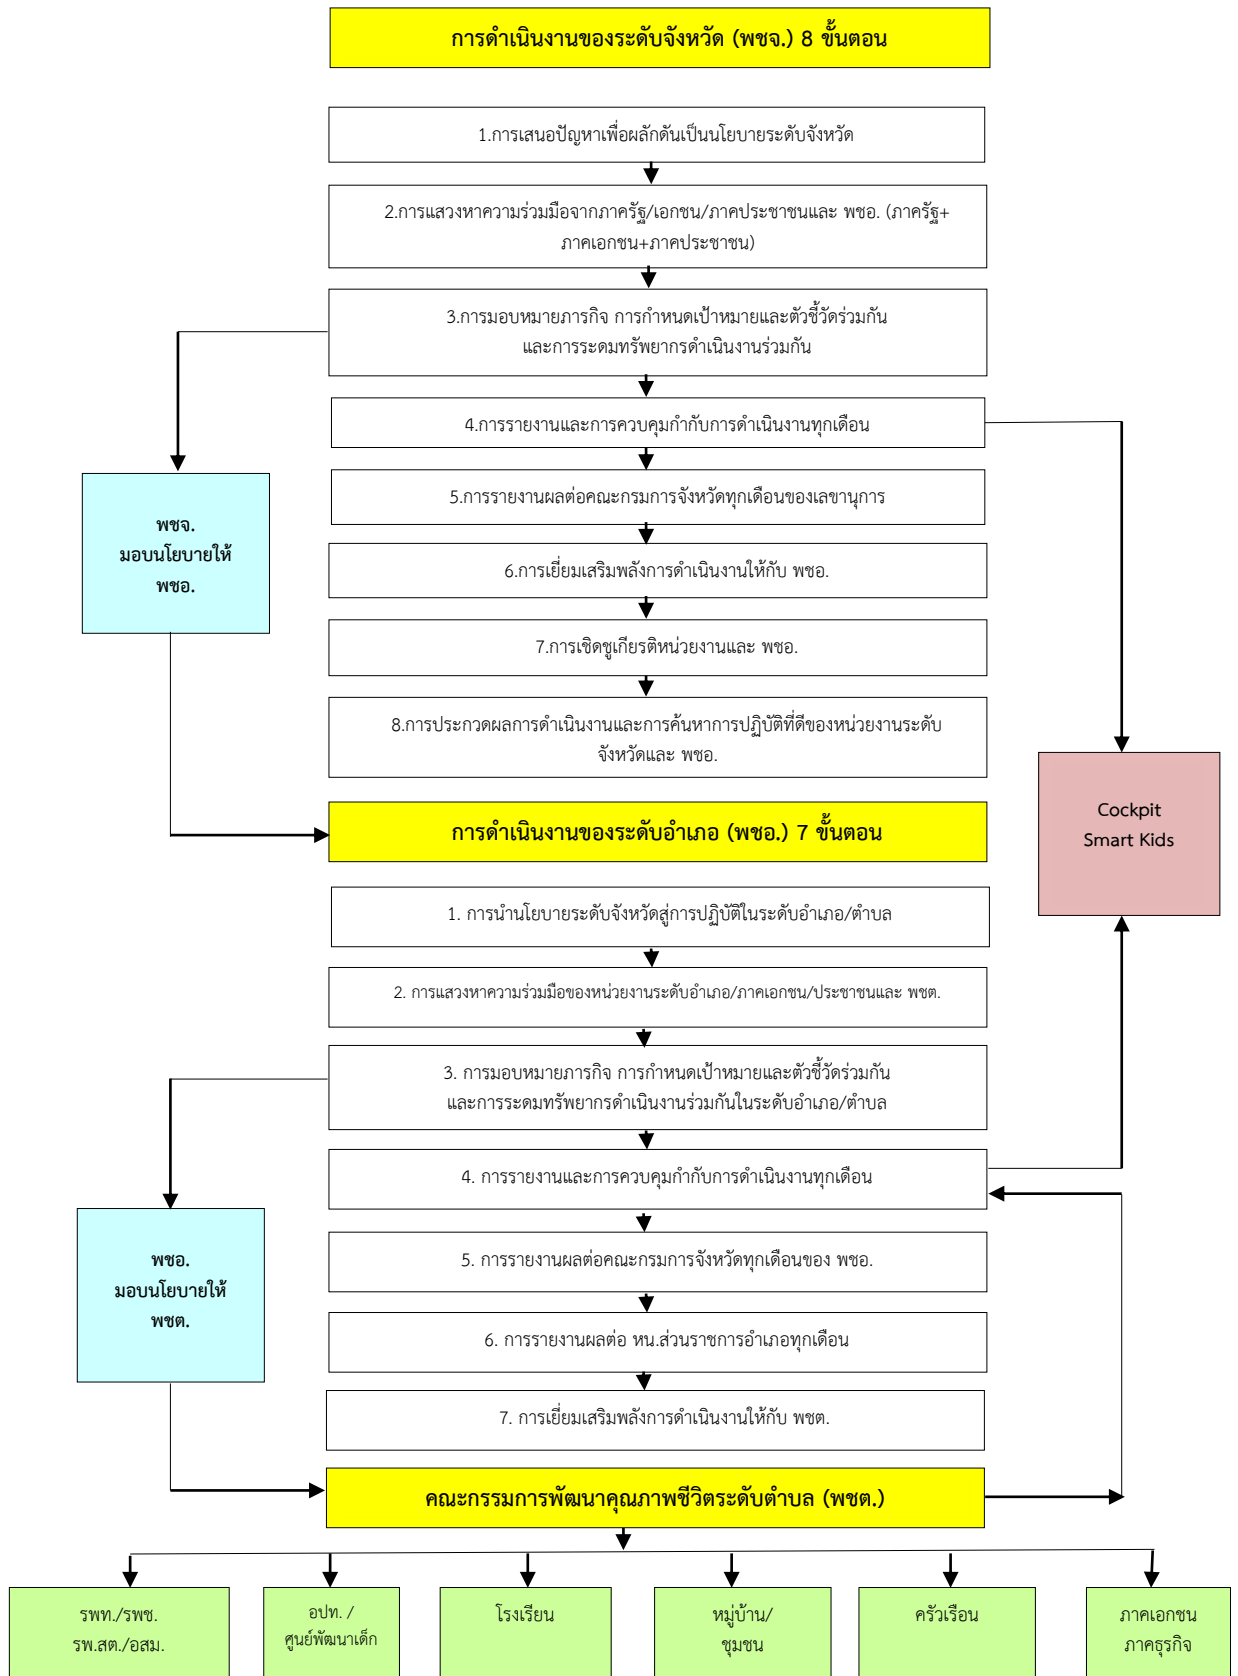 การดำเนินงานของระดับจังหวัด (พชจ.) 8 ขั้นตอน
1.การเสนอปัญหาเพื่อผลักดันเป็นนโยบายระดับจังหวัด
2.การแสวงหาความร่วมมือจากภาครัฐ/เอกชน/ภาคประชาชนและ พชอ. (ภาครัฐ+
ภาคเอกชน+ภาคประชาชน)
3.การมอบหมายภารกิจ การกำหนดเป้าหมายและตัวชี้วัดร่วมกัน
และการระดมทรัพยากรดำเนินงานร่วมกัน
4.การรายงานและการควบคุมกำกับการดำเนินงานทุกเดือน
5.การรายงานผลต่อคณะกรมการจังหวัดทุกเดือนของเลขานุการ
พชจ.
มอบนโยบายให้
พชอ.
6.การเยี่ยมเสริมพลังการดำเนินงานให้กับ พชอ.
7.การเชิดชูเกียรติหน่วยงานและ พชอ.
8.การประกวดผลการดำเนินงานและการค้นหาการปฏิบัติที่ดีของหน่วยงานระดับ
จังหวัดและ พชอ.
Cockpit
Smart Kids
การดำเนินงานของระดับอำเภอ (พชอ.) 7 ขั้นตอน
1. การนำนโยบายระดับจังหวัดสู่การปฏิบัติในระดับอำเภอ/ตำบล
2. การแสวงหาความร่วมมือของหน่วยงานระดับอำเภอ/ภาคเอกชน/ประชาชนและ พชต.
3. การมอบหมายภารกิจ การกำหนดเป้าหมายและตัวชี้วัดร่วมกัน
และการระดมทรัพยากรดำเนินงานร่วมกันในระดับอำเภอ/ตำบล
4. การรายงานและการควบคุมกำกับการดำเนินงานทุกเดือน
พชอ.
มอบนโยบายให้
พชต.
5. การรายงานผลต่อคณะกรมการจังหวัดทุกเดือนของ พชอ.
6. การรายงานผลต่อ หน.ส่วนราชการอำเภอทุกเดือน
7. การเยี่ยมเสริมพลังการดำเนินงานให้กับ พชต.
คณะกรรมการพัฒนาคุณภาพชีวิตระดับตำบล (พชต.)
รพท./รพช.
รพ.สต./อสม.
อปท. /
ศูนย์พัฒนาเด็ก
โรงเรียน
หมู่บ้าน/
ชุมชน
ครัวเรือน
ภาคเอกชน
ภาคธุรกิจ